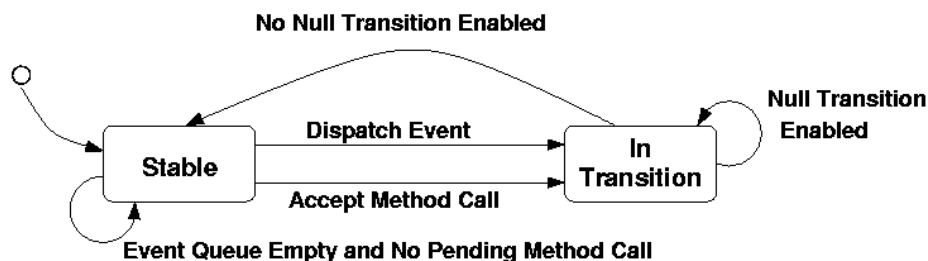 No Null Transition Enabled
Null Transition
Enabled
Dispatch Event
In
Transition
Stable
Accept Method Call
Event Queue Empty and No Pending Method Call